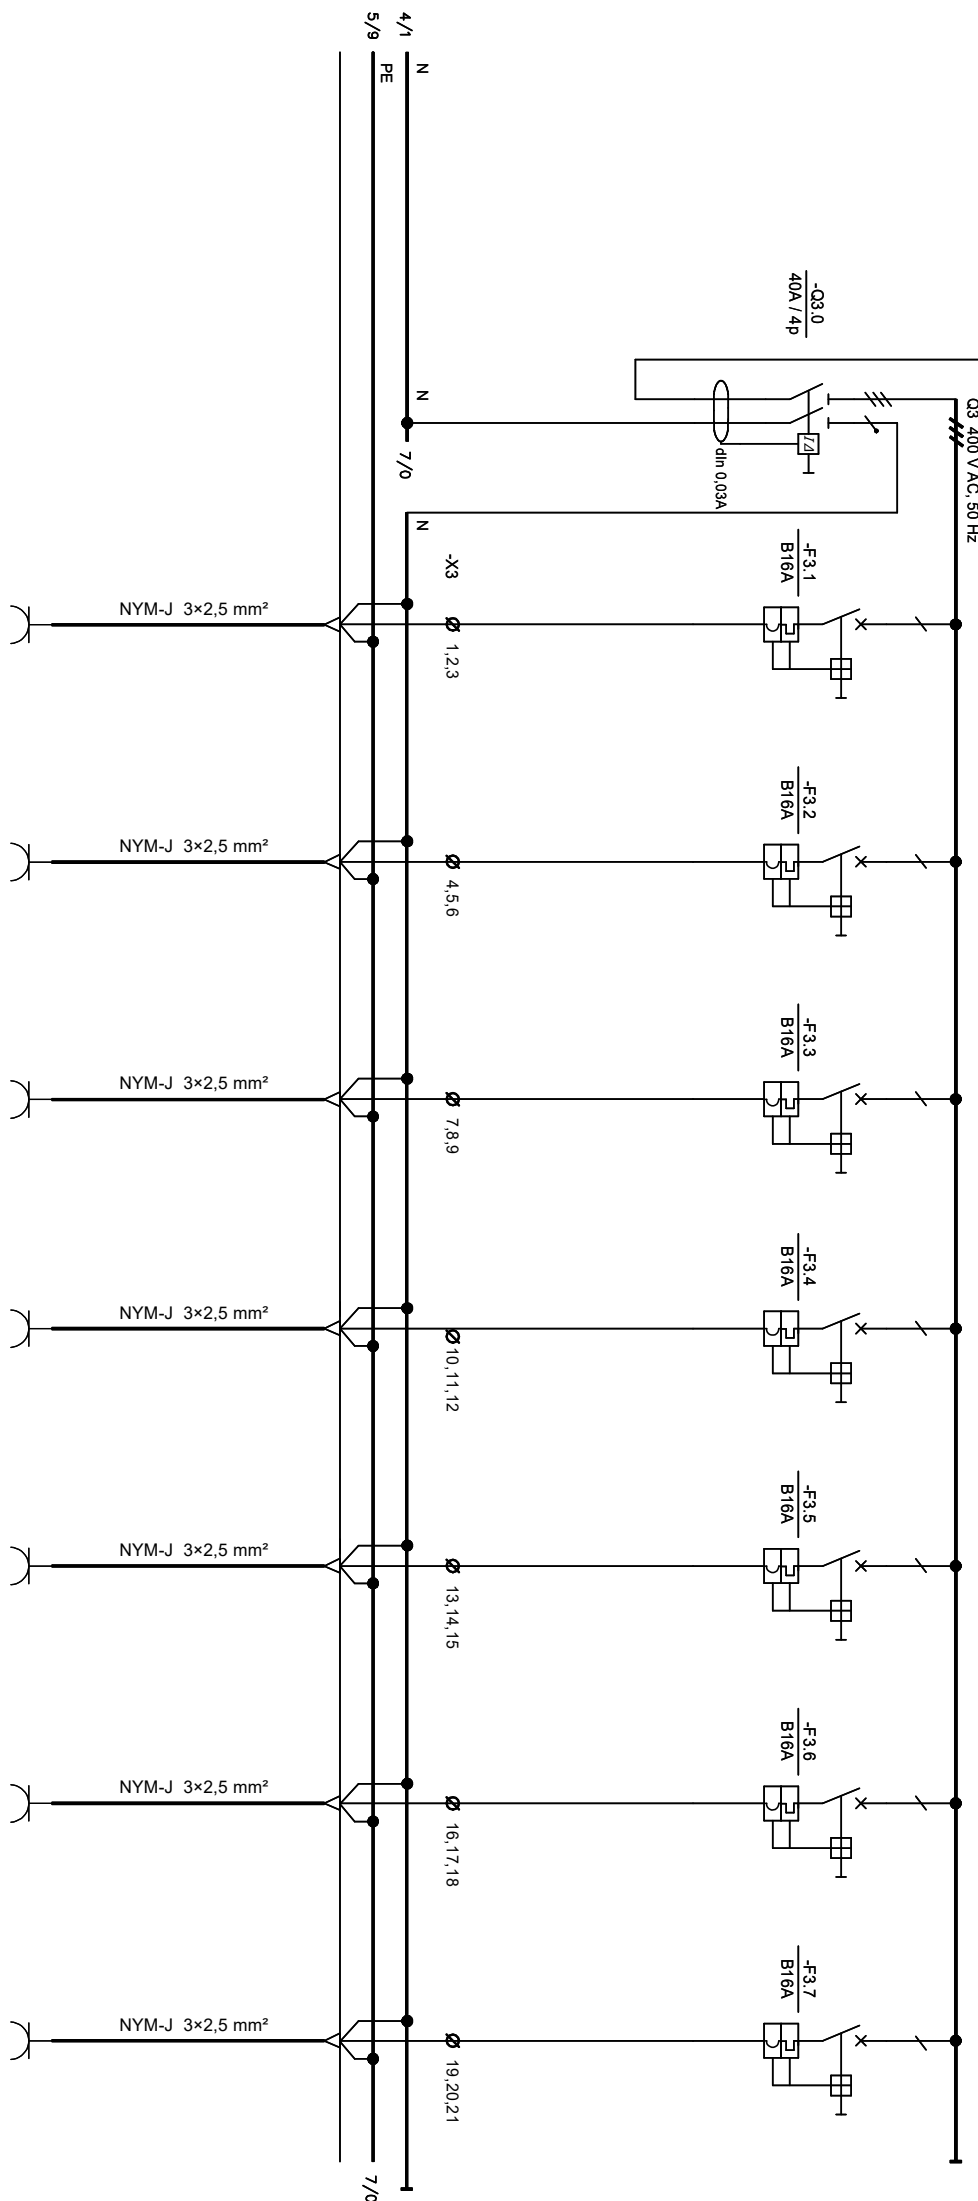 5/9
4/1
PE
N
-Q3.0
40A / 4p
Q3 400 V AC, 50 Hz
N
7/0
dIn 0,03A
N
-X3
-F3.1
B16A
NYM-J 3×2,5 mm²
1,2,3
-F3.2
B16A
NYM-J 3×2,5 mm²
4,5,6
-F3.3
B16A
NYM-J 3×2,5 mm²
7,8,9
-F3.4
B16A
NYM-J 3×2,5 mm²
10,11,12
-F3.5
B16A
NYM-J 3×2,5 mm²
13,14,15
-F3.6
B16A
NYM-J 3×2,5 mm²
16,17,18
-F3.7
B16A
NYM-J 3×2,5 mm²
19,20,21
7/0